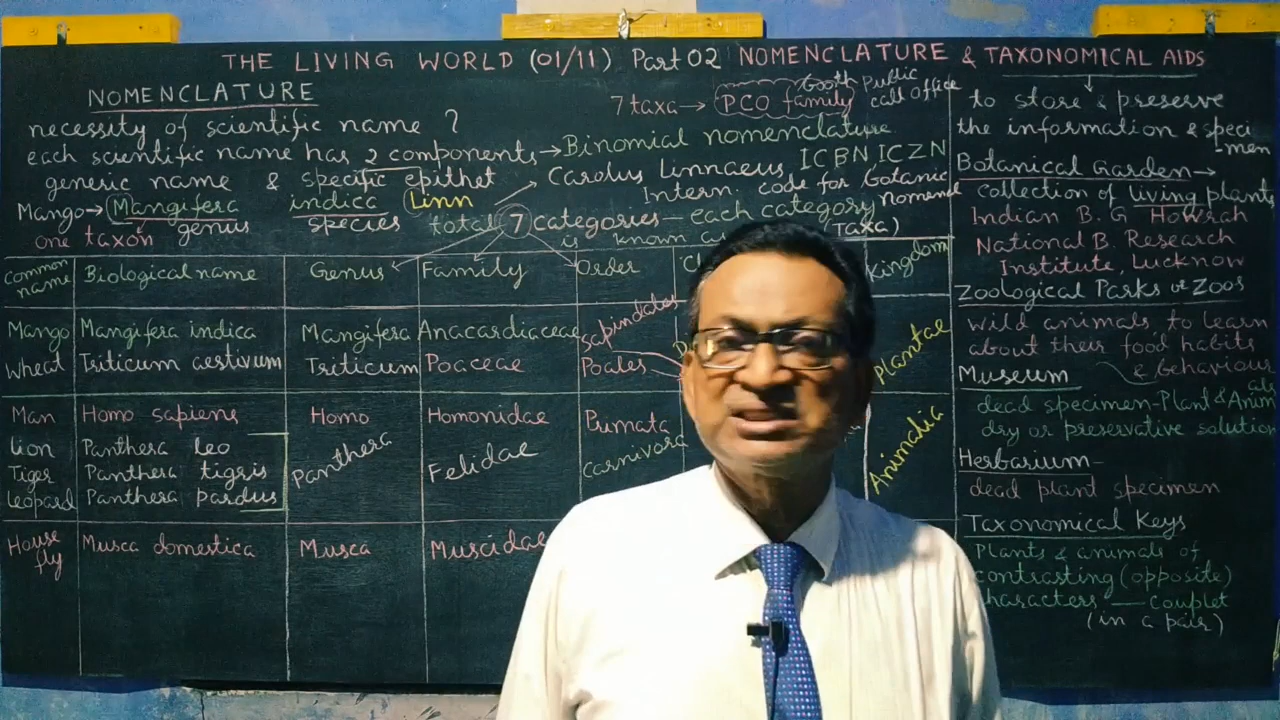 THE LIVING WORLD (01/11) Part 02 NOMENCLATURE & TAXONOMICAL AIDS
NOMENCLATURE
necessity of scientific name ?
each scientific name has 2 components → Binomial nomenclature
generic name & specific epithet
Mango → Mangifera indica Linn
genus species
one taxon
7 taxa → PCO family
Booth Public call office
Carolus Linnaeus ICBN ICZN
Intern. code for botanic nomencl
total 7 categories — each category
is known as (Taxa)
Common name Biological name Genus Family Order Kingdom
Mango Mangifera indica Mangifera Anacardiaceae sapindales
Wheat Triticum aestivum Triticum Poaceae Poales
Plantae
Man Homo sapiens Homo Homonidae Primata
Lion Panthera leo
Tiger Panthera tigris Panthera Felidae Carnivora
Leopard Panthera pardus
Animalia
House fly Musca domestica Musca Muscidae
to store & preserve
the information & speci
men
Botanical Garden →
collection of living plants
Indian B. G Howrah
National B. Research
Institute, Lucknow
Zoological Parks or Zoos
wild animals to learn
about their food habits
& behaviour
Museum
dead specimen - Plant & Anim
als
dry or preservative solution
Herbarium -
dead plant specimen
Taxonomical Keys
Plants & animals of
contrasting (opposite)
characters — couplet
(in a pair)